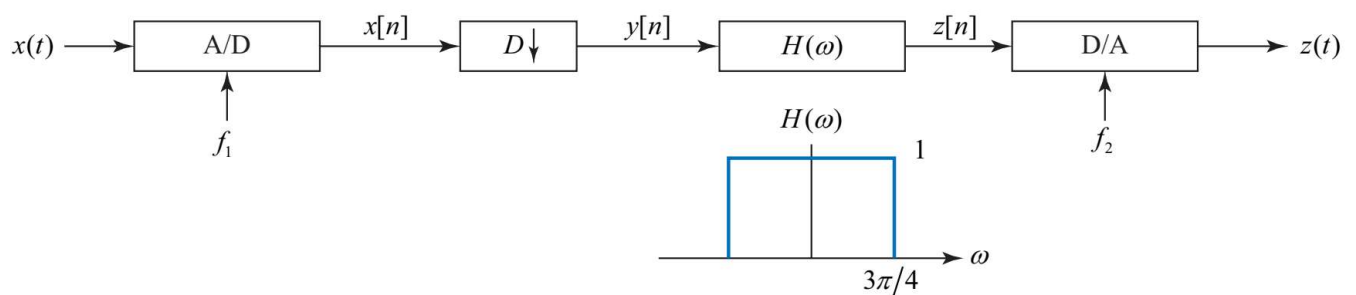 x(t) A/D x[n] D↓ y[n] H(ω) z[n] D/A z(t)
f₁ f₂
H(ω)
1
ω
3π/4